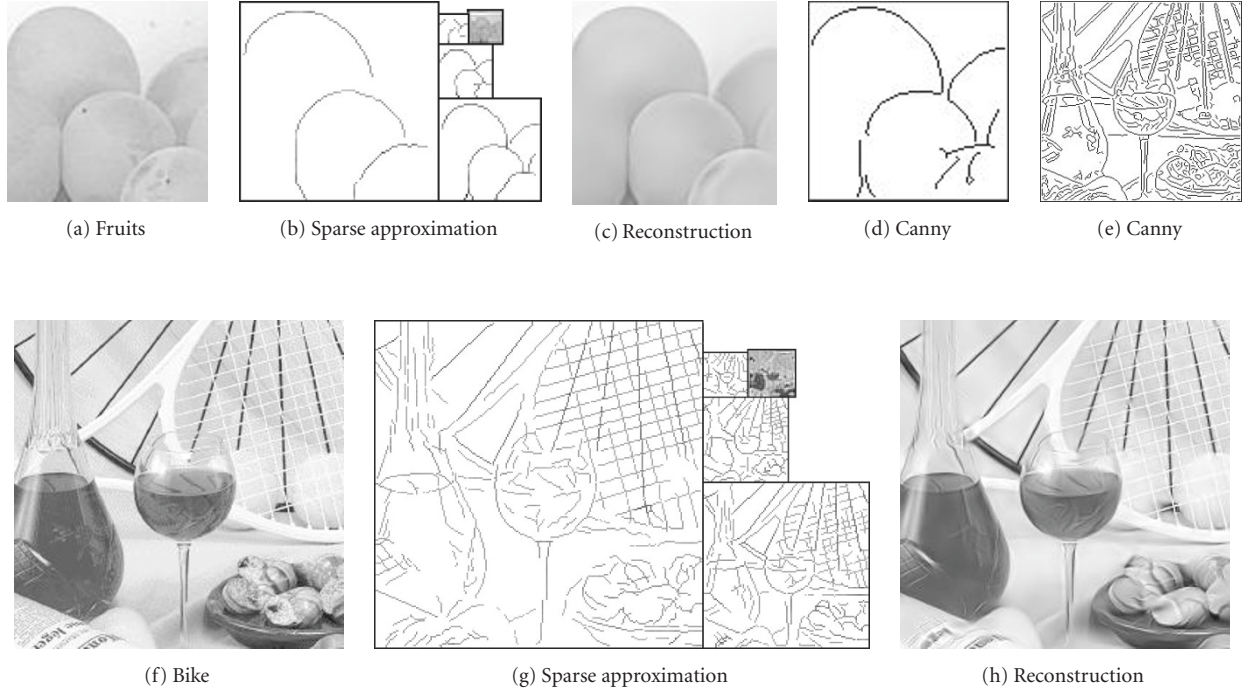 (a) Fruits
(b) Sparse approximation
(c) Reconstruction
(d) Canny
(e) Canny
(f) Bike
(g) Sparse approximation
(h) Reconstruction